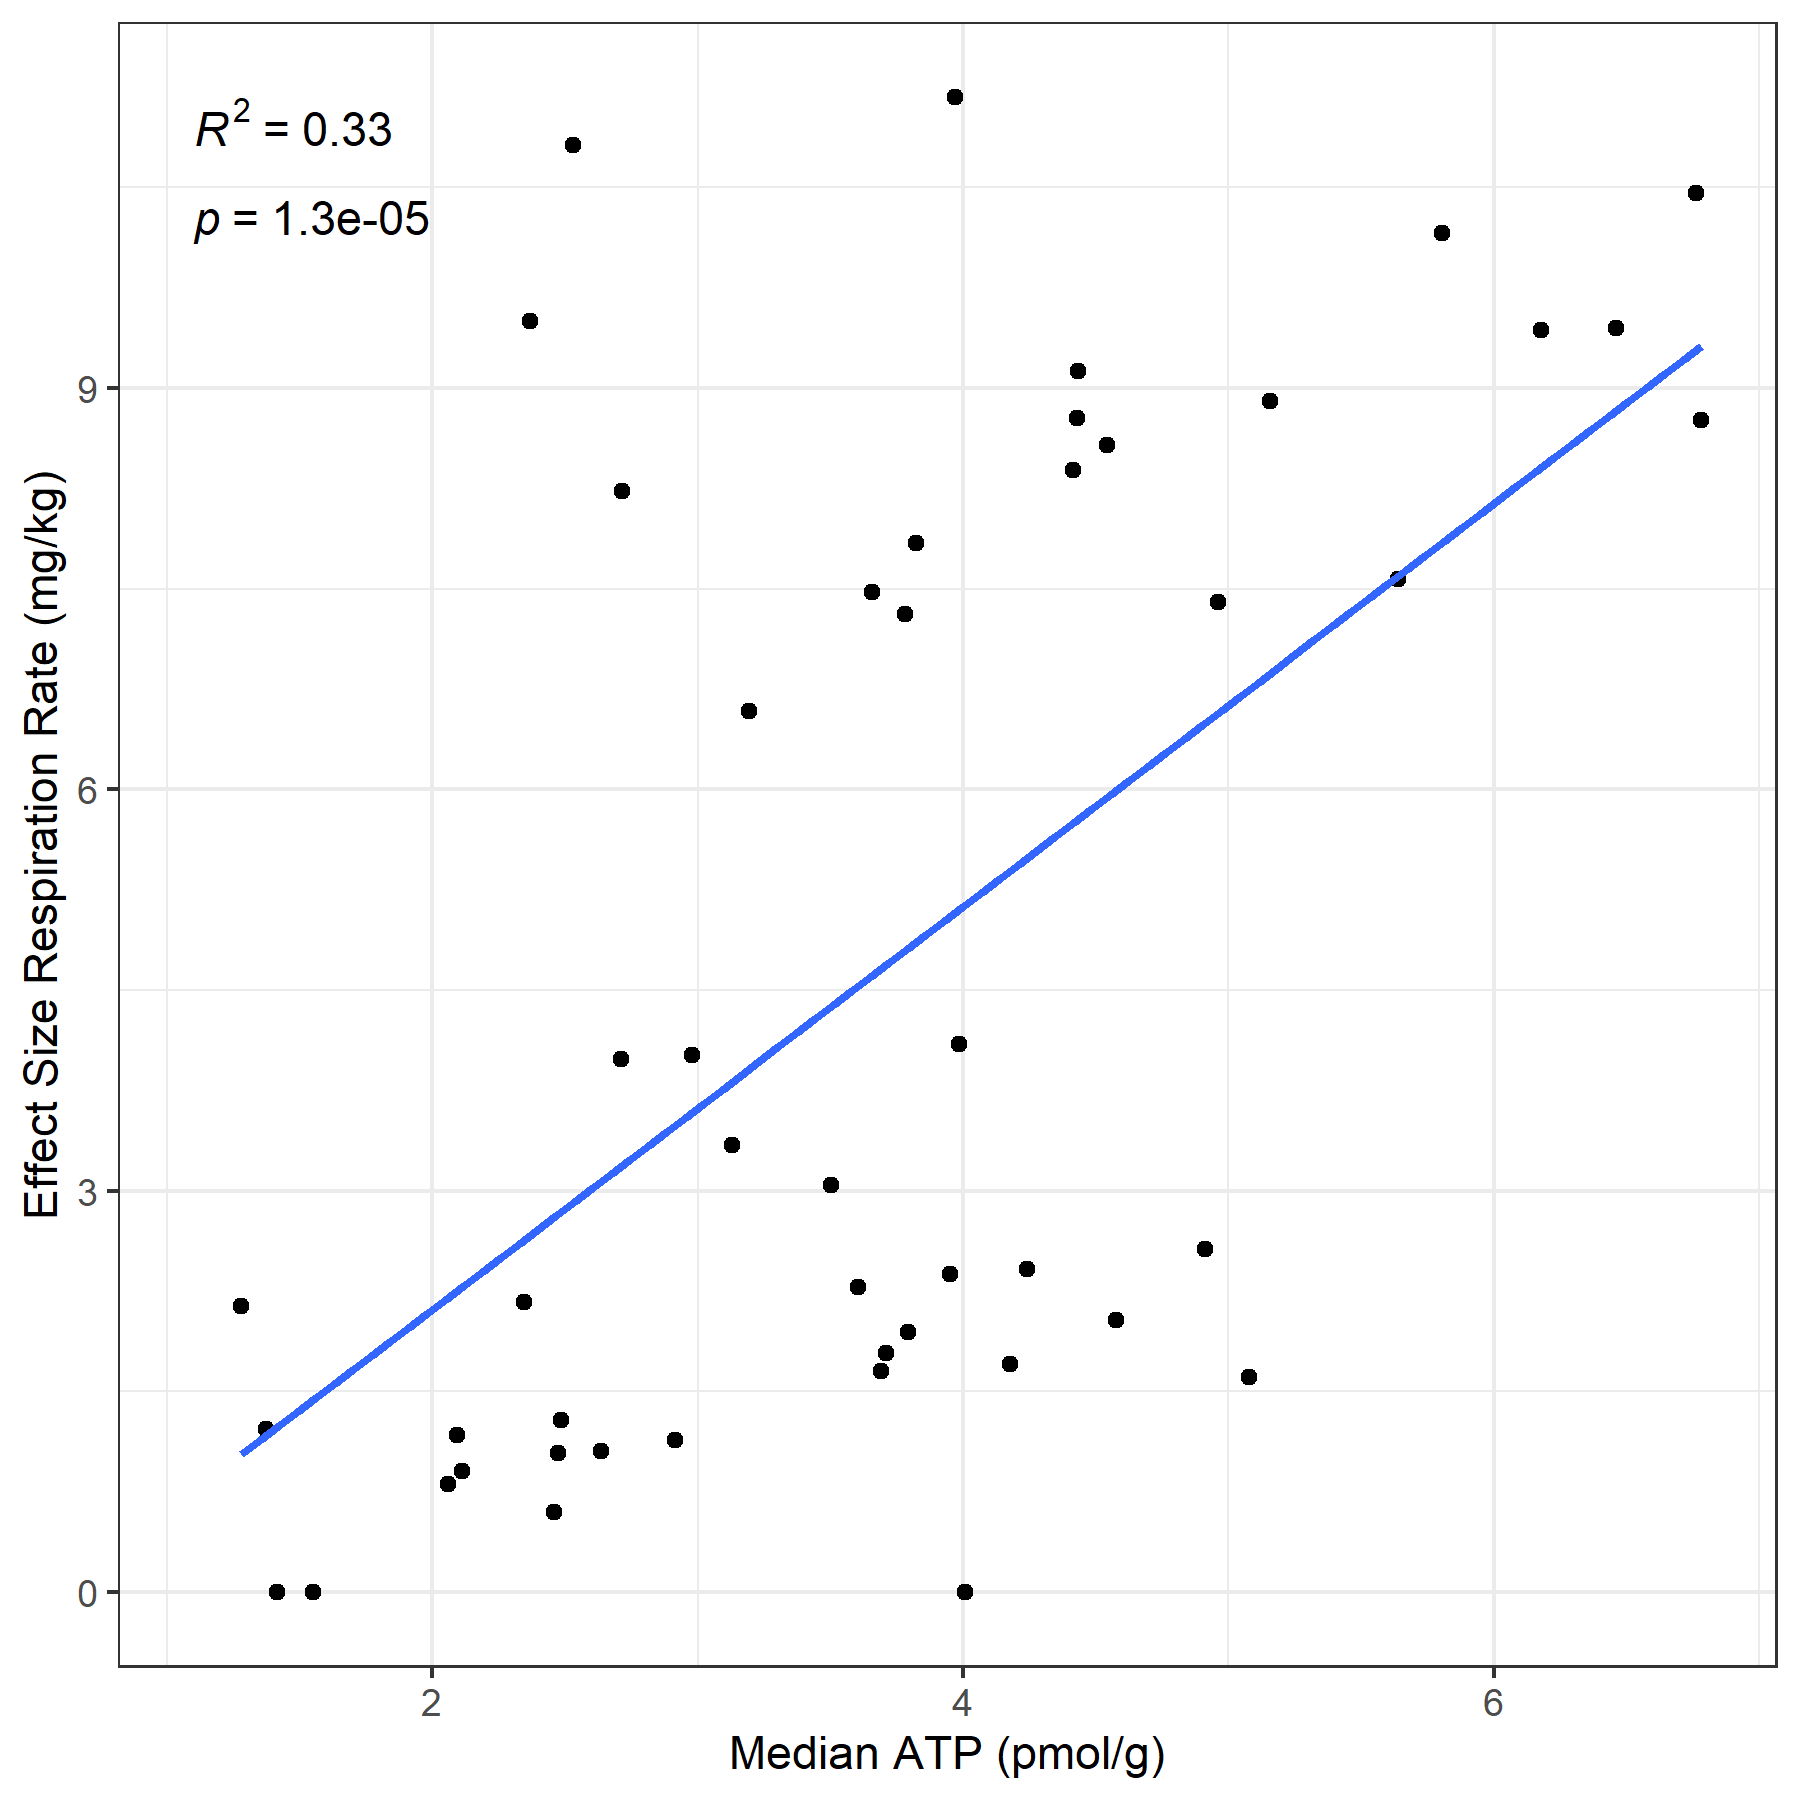 R² = 0.33
p = 1.3e-05
Effect Size Respiration Rate (mg/kg)
9
6
3
0
2 4 6
Median ATP (pmol/g)